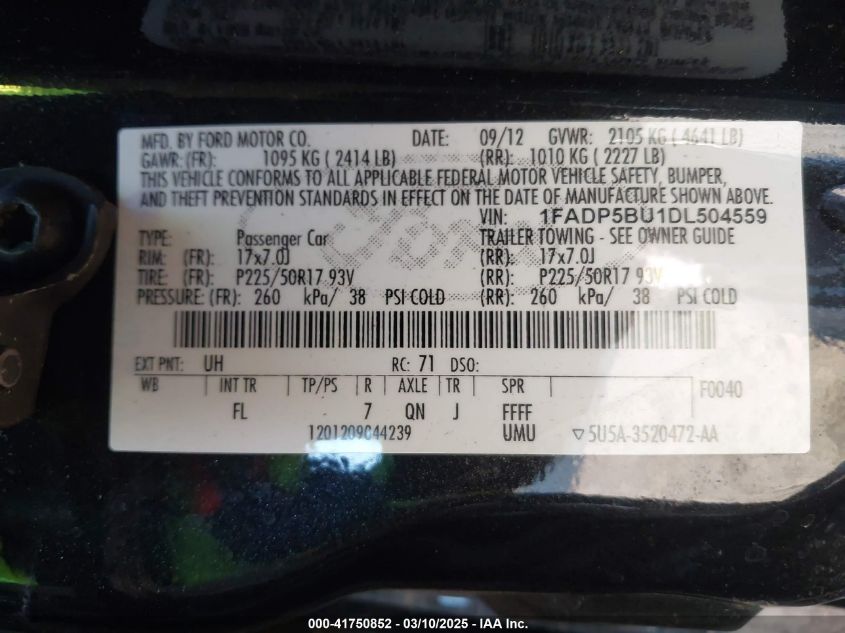 MFD. BY FORD MOTOR CO. DATE: 09/12 GVWR: 2105 KG ( 4641 LB)
GAWR: (FR): 1095 KG ( 2414 LB) (RR): 1010 KG ( 2227 LB)
THIS VEHICLE CONFORMS TO ALL APPLICABLE FEDERAL MOTOR VEHICLE SAFETY, BUMPER,
AND THEFT PREVENTION STANDARDS IN EFFECT ON THE DATE OF MANUFACTURE SHOWN ABOVE.
VIN: 1FADP5BU1DL504559
TYPE: Passenger Car TRAILER TOWING - SEE OWNER GUIDE
RIM: (FR): 17x7.0J (RR): 17x7.0J
TIRE: (FR): P225/50R17 93V (RR): P225/50R17 93V
PRESSURE: (FR): 260 kPa/ 38 PSI COLD (RR): 260 kPa/ 38 PSI COLD
EXT PNT: UH RC: 71 DSO:
WB INT TR TP/PS R AXLE TR SPR F0040
FL 7 QN J FFFF
1201209C44239 UMU ▽5U5A-3520472-AA
000-41750852 - 03/10/2025 - IAA Inc.